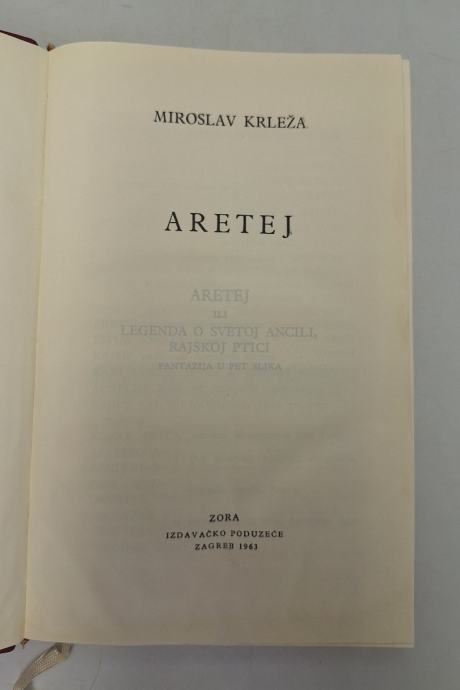 MIROSLAV KRLEŽA
ARETEJ
ARETEJ
ILI
LEGENDA O SVETOJ ANCILI,
RAJSKOJ PTICI
FANTAZIJA U PET SLIKA
ZORA
IZDAVAČKO PODUZEĆE
ZAGREB 1963